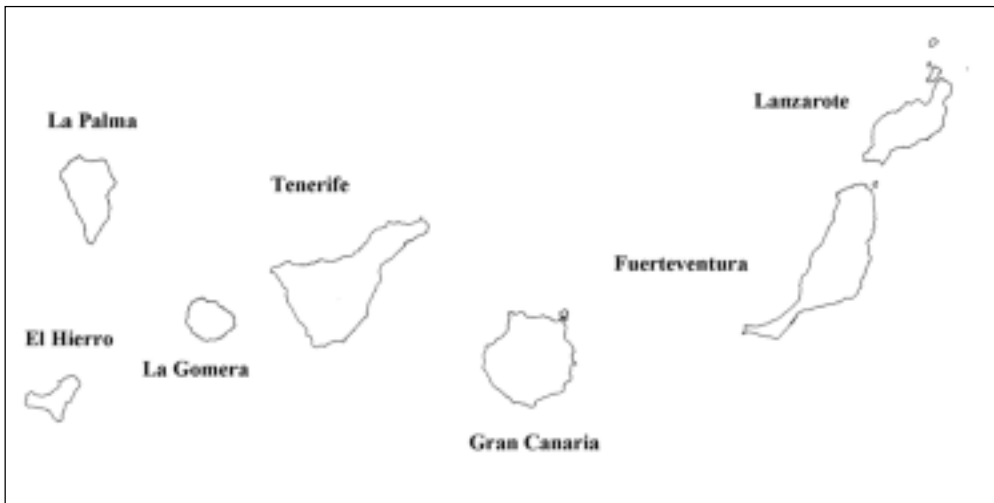 La Palma
Tenerife
Lanzarote
Fuerteventura
El Hierro
La Gomera
Gran Canaria